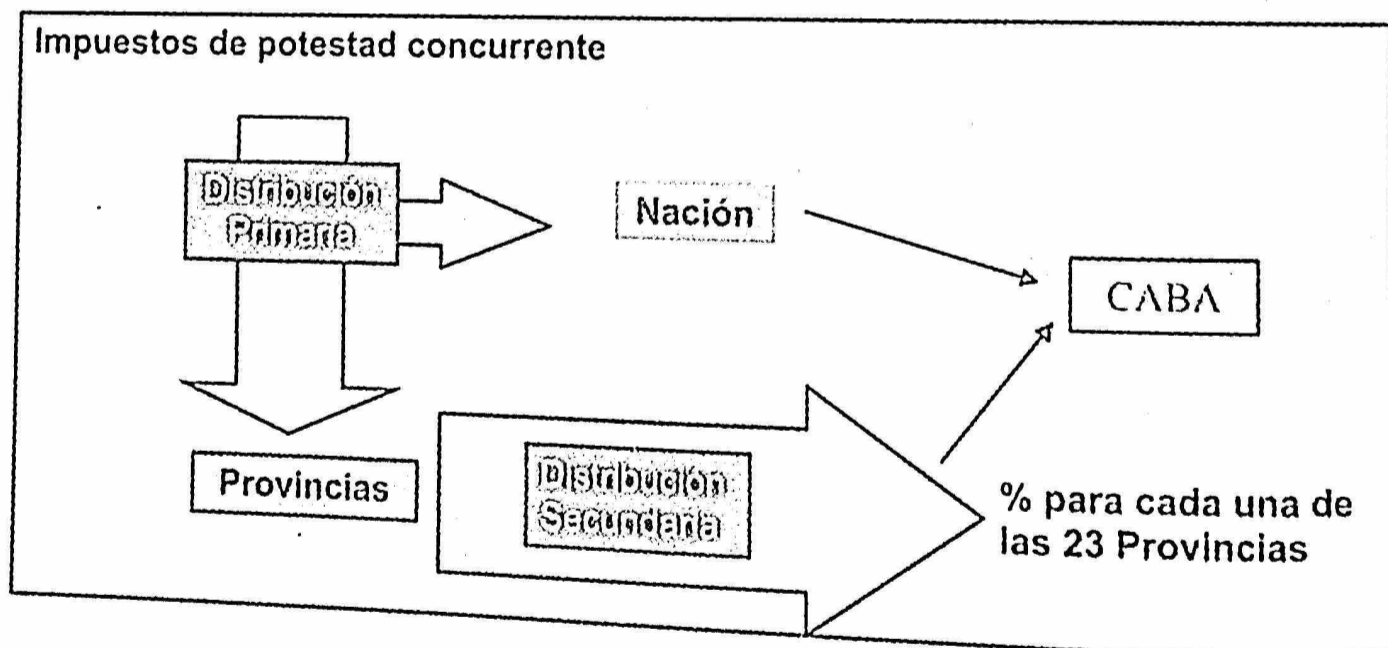 Impuestos de potestad concurrente
Distribución
Primaria
Nación
CABA
Provincias
Distribución
Secundaria
% para cada una de
las 23 Provincias